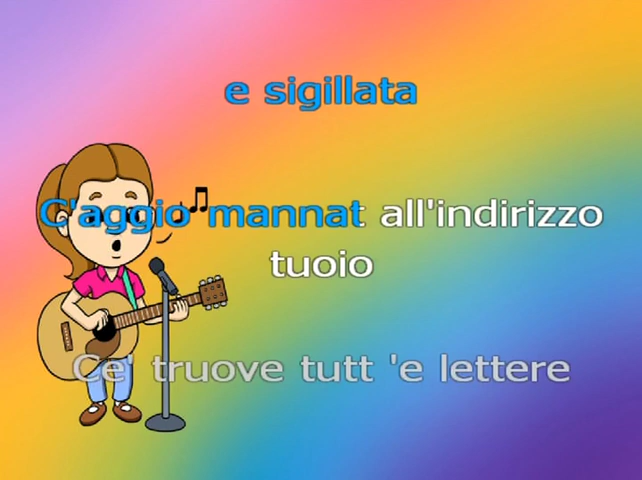 e sigillata
C'aggio mannat all'indirizzo
tuoio
Ce' truove tutt 'e lettere